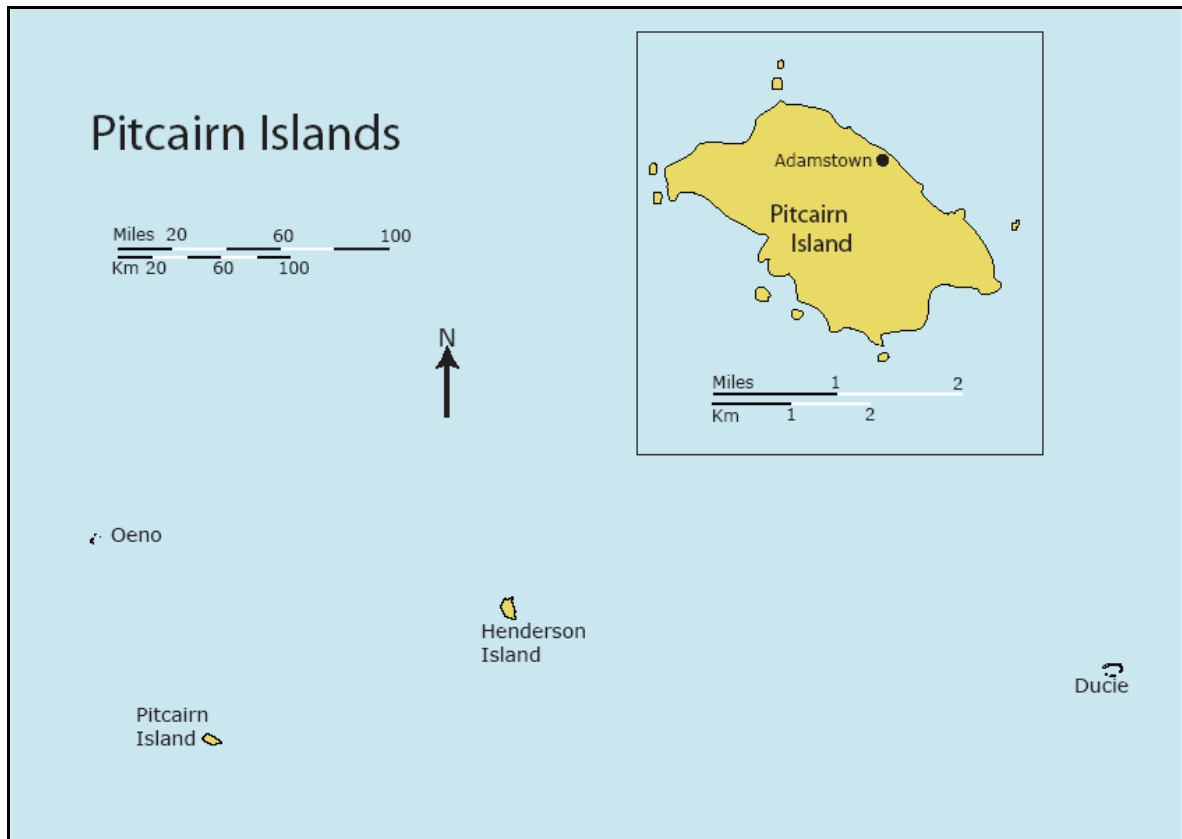 Pitcairn Islands
Miles 20 60 100
Km 20 60 100
N
Adamstown
Pitcairn
Island
Miles 1 2
Km 1 2
Oeno
Henderson
Island
Ducie
Pitcairn
Island